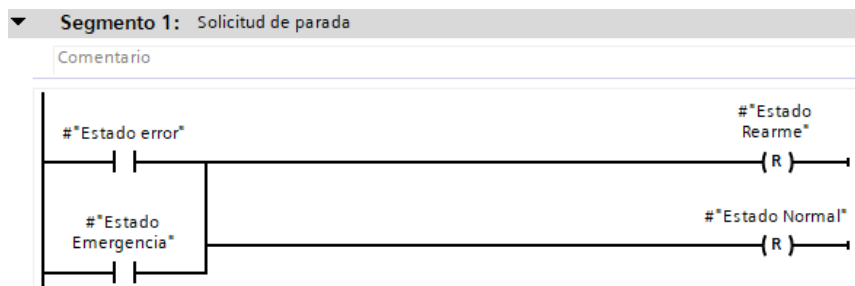 Segmento 1: Solicitud de parada
Comentario
#"Estado error"
#"Estado
Rearme"
R
#"Estado
Emergencia"
#"Estado Normal"
R